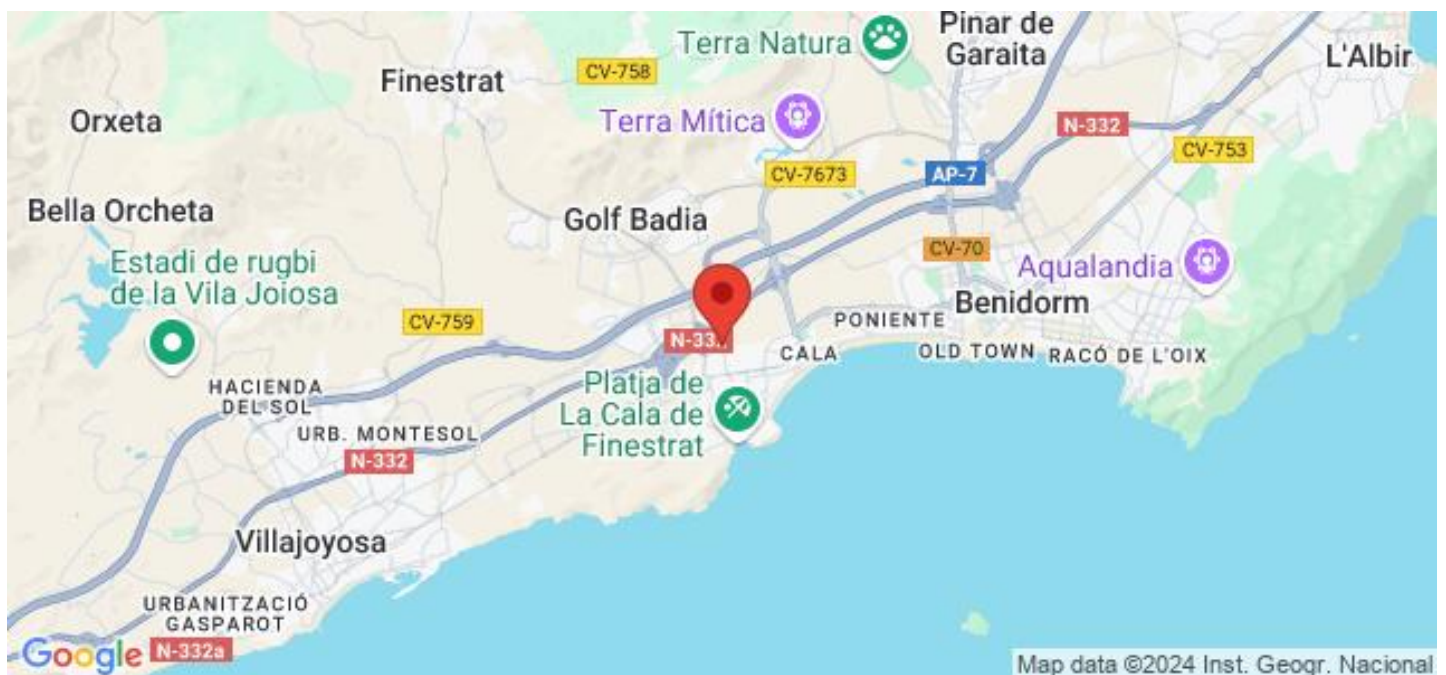 Terra Natura
Pinar de
Garaita
L'Albir
Finestrat
CV-758
Orxeta
Terra Mítica
N-332
CV-753
CV-7673
AP-7
Bella Orcheta
Golf Badia
CV-70
Estadi de rugbi
de la Vila Joiosa
Aqualandia
Benidorm
CV-759
PONIENTE
CALA
OLD TOWN
RACÓ DE L'OIX
HACIENDA
DEL SOL
Platja de
La Cala de
Finestrat
URB. MONTESOL
N-332
Villajoyosa
URBANITZACIÓ
GASPAROT
Google
N-332a
Map data ©2024 Inst. Geogr. Nacional